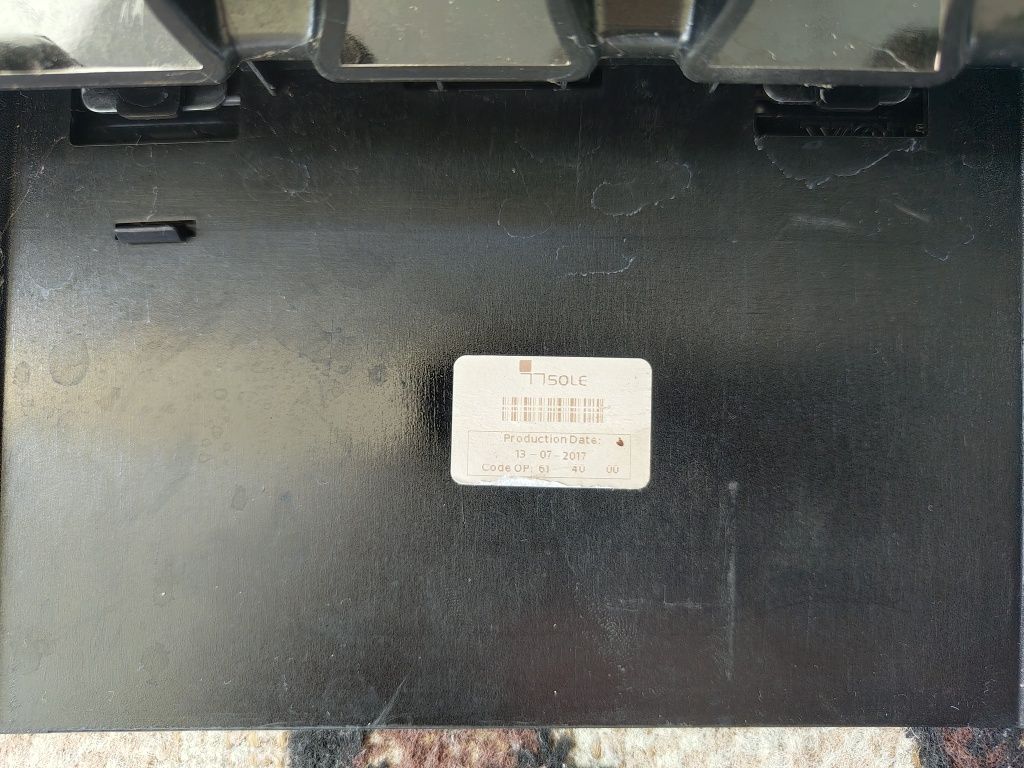 SOLE
Production Date:
13 - 07 - 2017
Code OP: 61 40 00